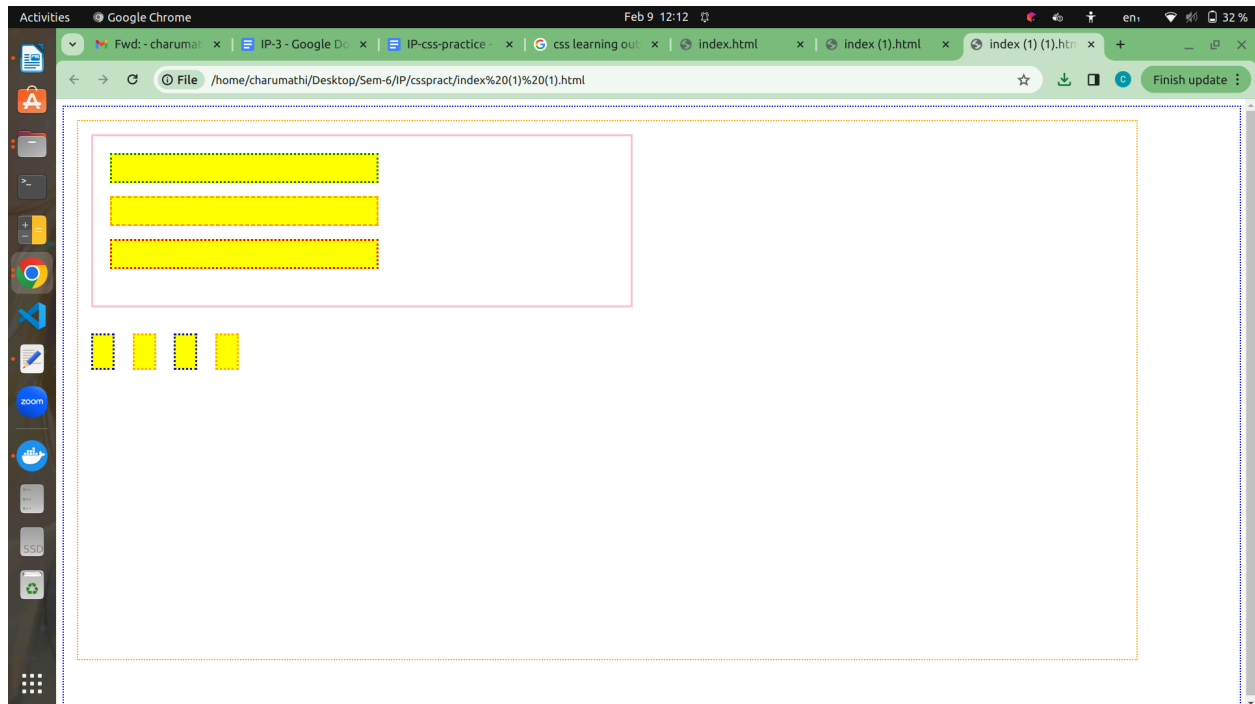 Activities Google Chrome Feb 9 12:12 en₁ 32 %
Fwd: - charumat IP-3 - Google Do IP-css-practice - css learning out index.html index (1).html index (1) (1).htm
File /home/charumathi/Desktop/Sem-6/IP/csspract/index%20(1)%20(1).html Finish update
zoom
SSD